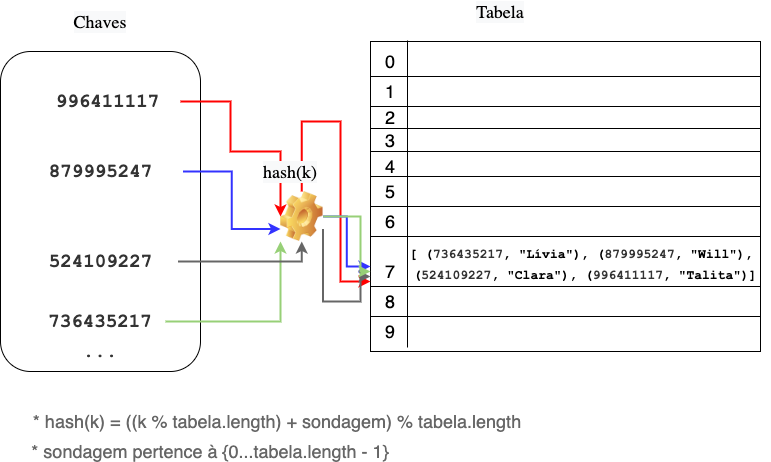 Chaves
Tabela
996411117
879995247
524109227
736435217
...
hash(k)
0
1
2
3
4
5
6
7
[ (736435217, "Lívia"), (879995247, "Will"),
(524109227, "Clara"), (996411117, "Talita")]
8
9
* hash(k) = ((k % tabela.length) + sondagem) % tabela.length
* sondagem pertence à {0...tabela.length - 1}